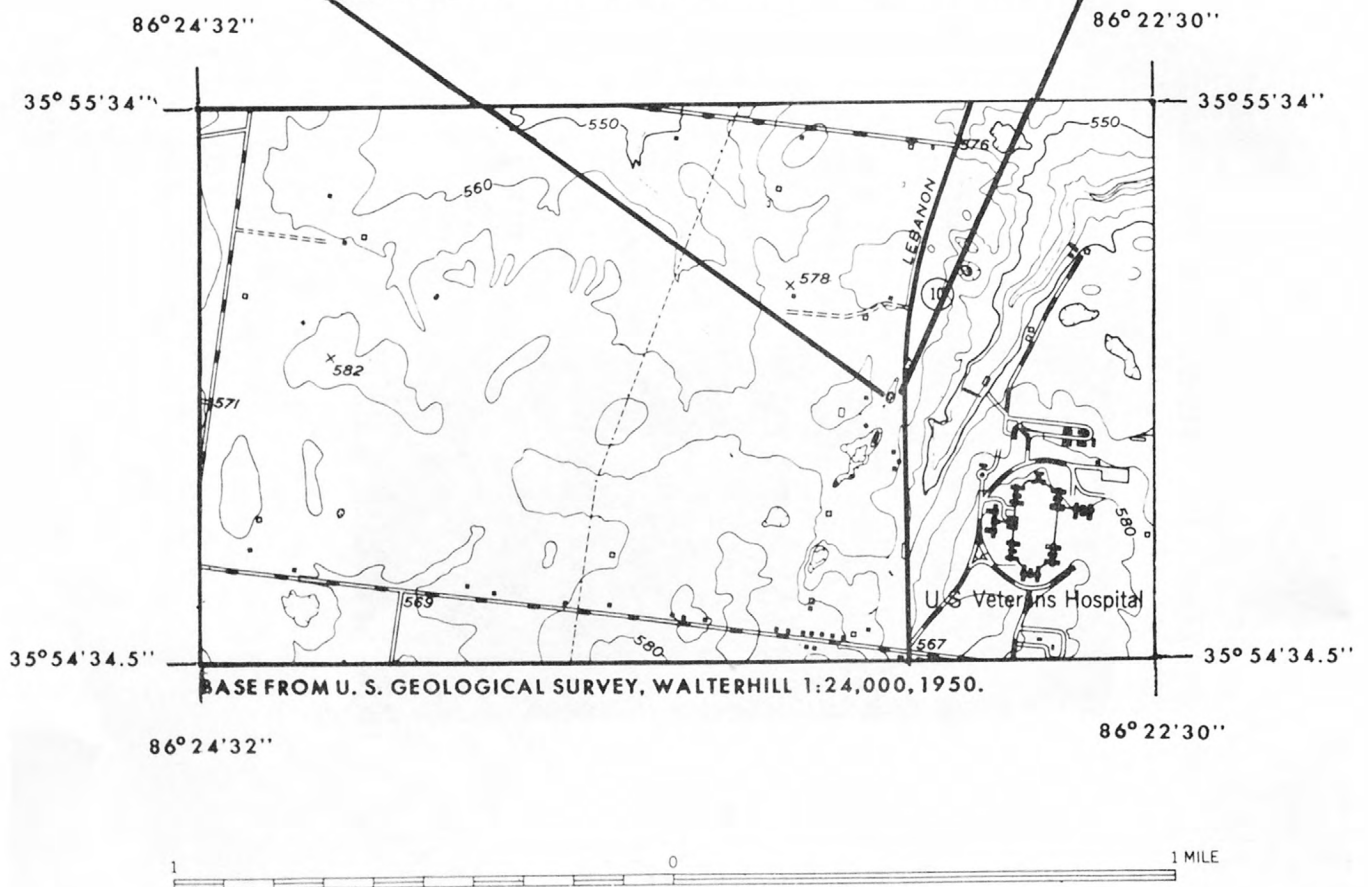 86° 24'32" 86° 22'30"
35° 55'34" 35° 55'34"
550 550
576
560
LEBANON
578
10
582
571
580
U S Veterans Hospital
569
580 567
35° 54'34.5" 35° 54'34.5"
BASE FROM U. S. GEOLOGICAL SURVEY, WALTERHILL 1:24,000, 1950.
86° 24'32" 86° 22'30"
1 0 1 MILE